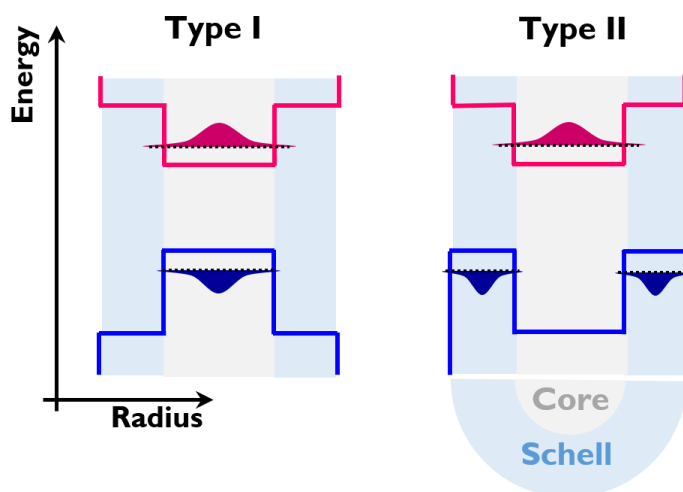 Type I
Type II
Energy
Radius
Core
Schell